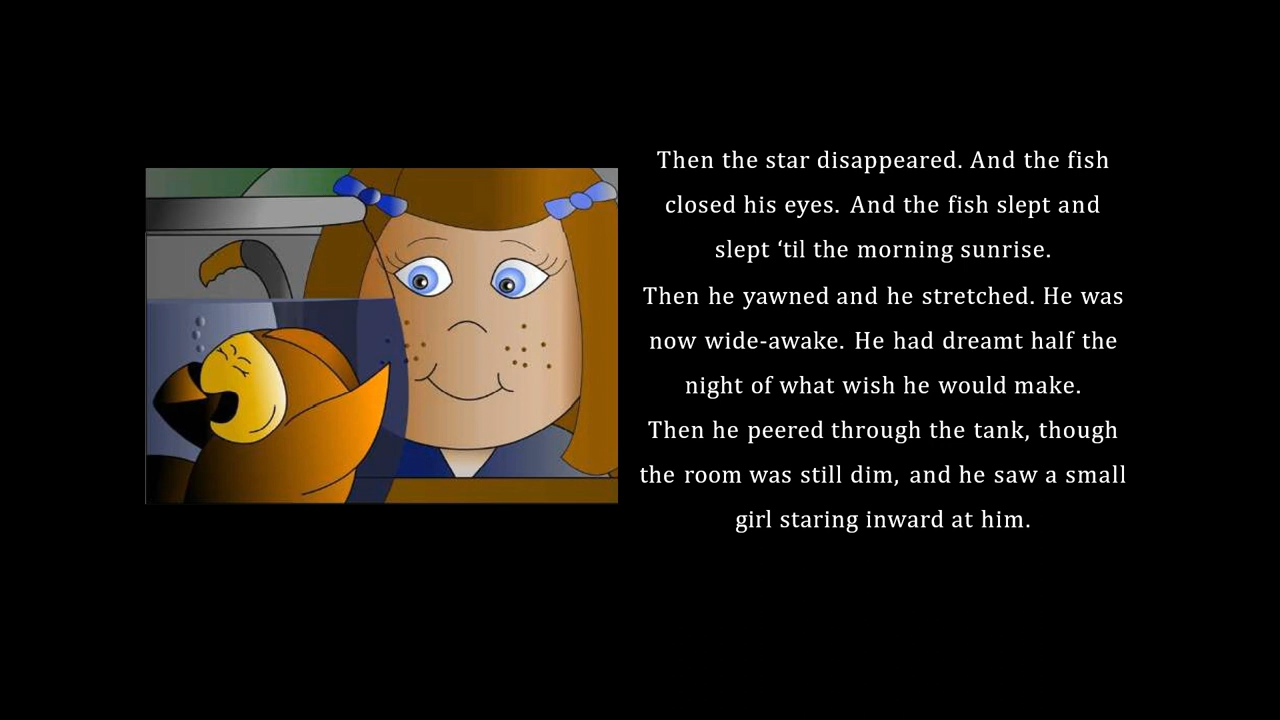 Then the star disappeared. And the fish
closed his eyes. And the fish slept and
slept ‘til the morning sunrise.
Then he yawned and he stretched. He was
now wide-awake. He had dreamt half the
night of what wish he would make.
Then he peered through the tank, though
the room was still dim, and he saw a small
girl staring inward at him.